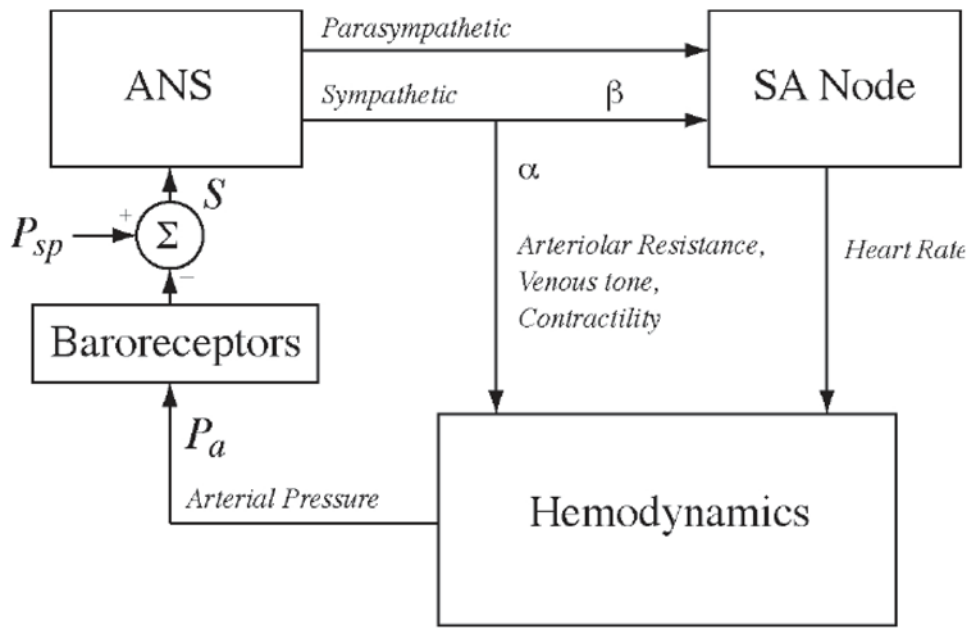 Parasympathetic
ANS
SA Node
Sympathetic
β
α
S
+
P_sp
Σ
−
Arteriolar Resistance,
Venous tone,
Contractility
Heart Rate
Baroreceptors
P_a
Arterial Pressure
Hemodynamics